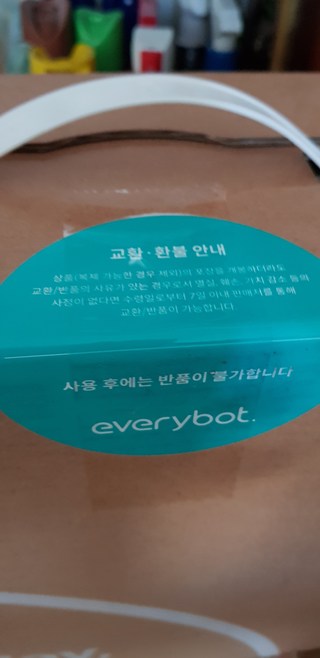 교환·환불 안내
상품(복제 가능한 경우 제외)의 포장을 개봉하더라도
교환/반품의 사유가 있는 경우로서 멸실, 훼손, 가치 감소 등의
사정이 없다면 수령일로부터 7일 이내 판매처를 통해
교환/반품이 가능합니다
사용 후에는 반품이 불가합니다
everybot.